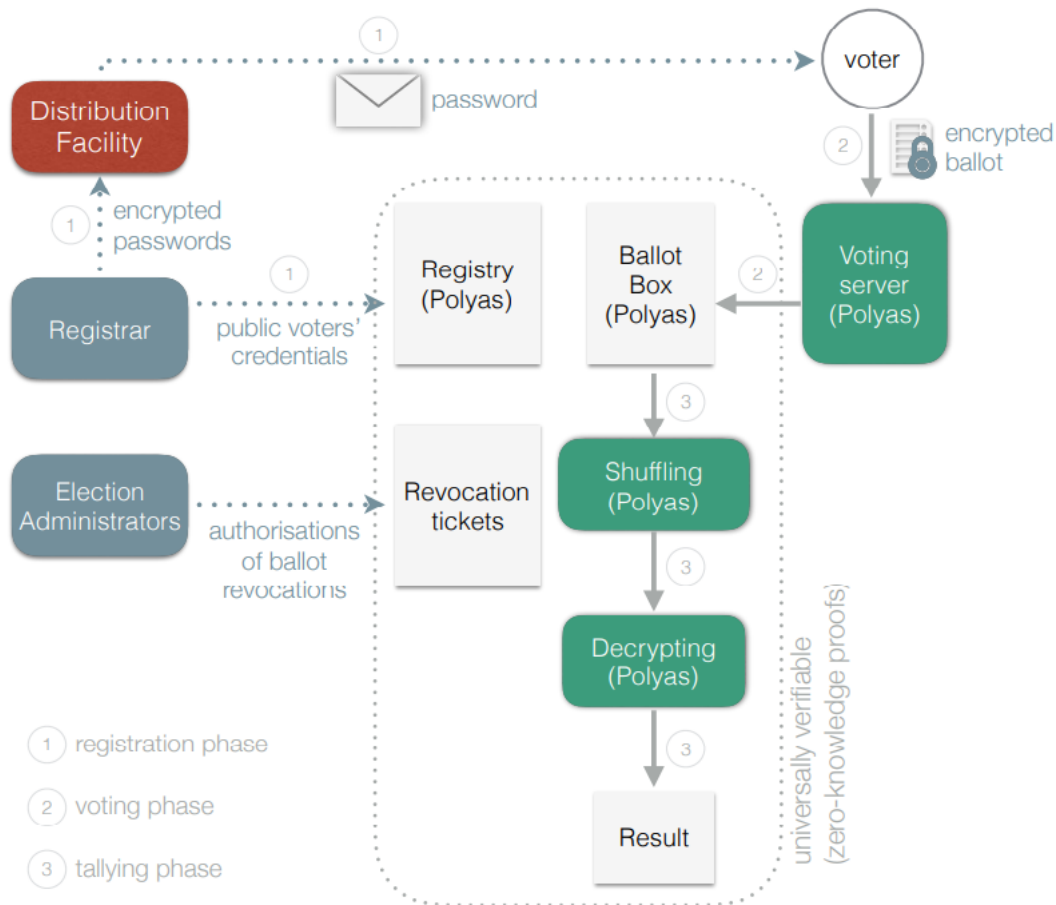 1
voter
password
Distribution
Facility
2
encrypted
ballot
1
encrypted
passwords
Registry
(Polyas)
Ballot
Box
(Polyas)
Voting
server
(Polyas)
1
2
Registrar
public voters'
credentials
3
Election
Administrators
Revocation
tickets
Shuffling
(Polyas)
authorisations
of ballot
revocations
3
Decrypting
(Polyas)
universally verifiable
(zero-knowledge proofs)
1 registration phase
3
2 voting phase
Result
3 tallying phase